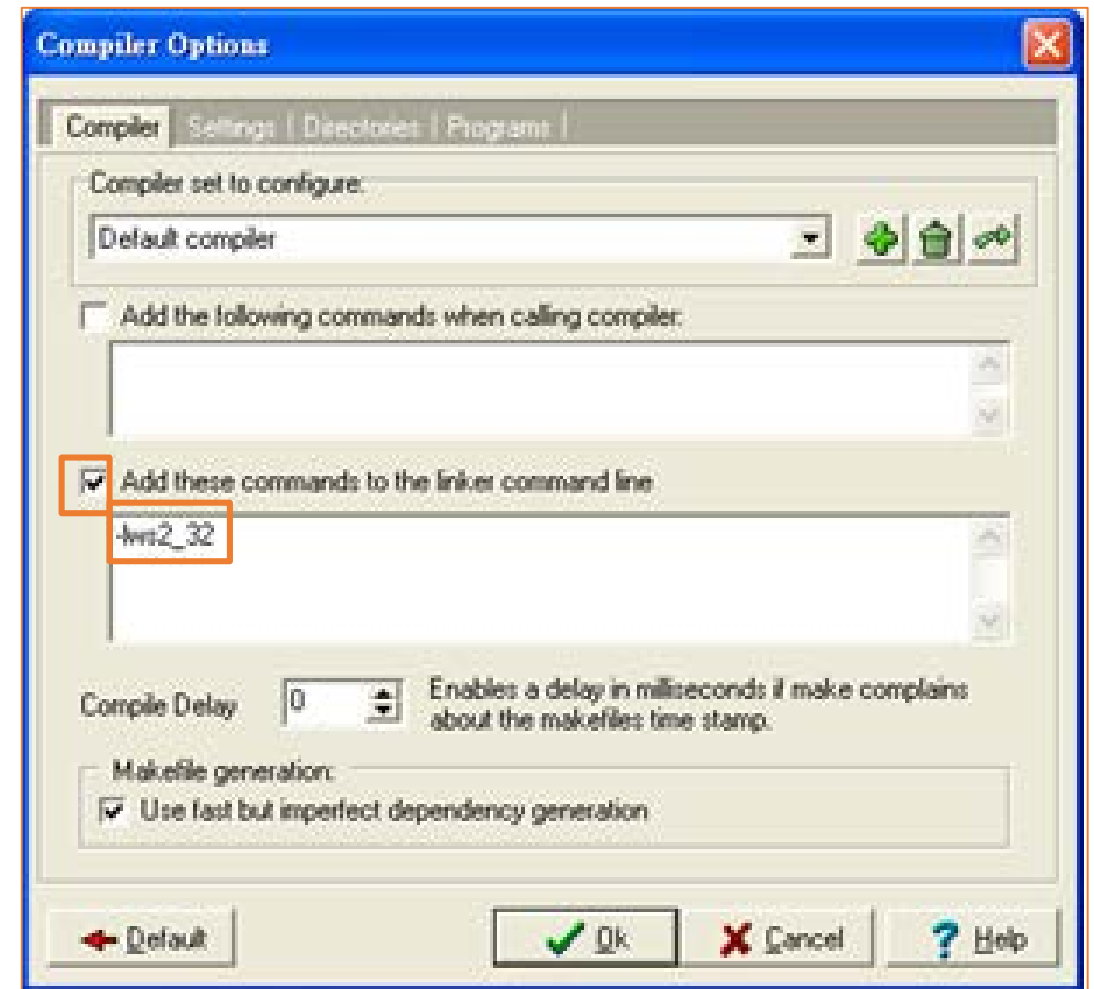 Compiler Options
Compiler Settings Directories Programs
Compiler set to configure:
Default compiler
Add the following commands when calling compiler:
Add these commands to the linker command line
-lws2_32
Compile Delay 0 Enables a delay in milliseconds if make complains
about the makefiles time stamp.
Makefile generation:
Use fast but imperfect dependency generation
Default Ok Cancel Help